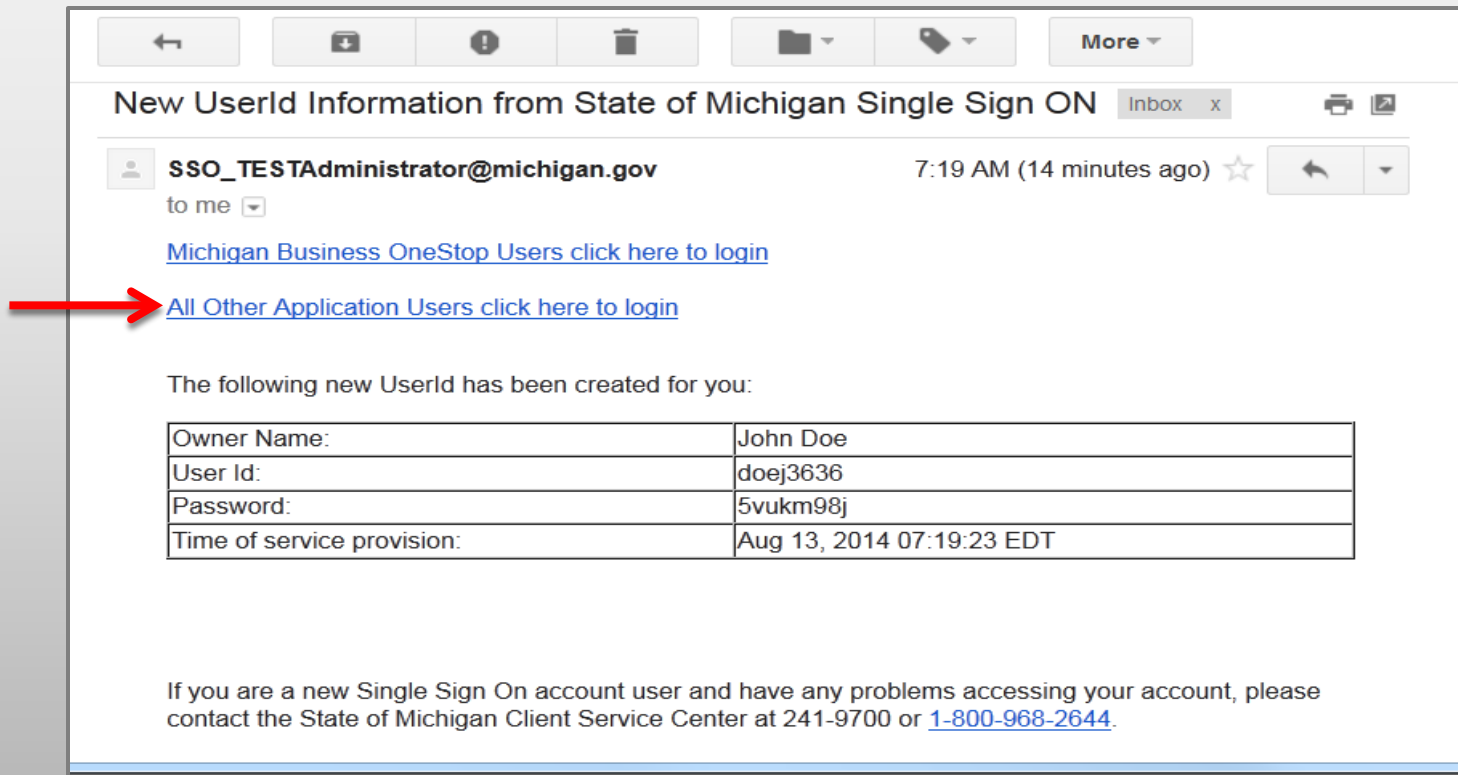 More
New UserId Information from State of Michigan Single Sign ON Inbox x
SSO_TESTAdministrator@michigan.gov 7:19 AM (14 minutes ago)
to me
Michigan Business OneStop Users click here to login
All Other Application Users click here to login
The following new UserId has been created for you:
Owner Name: John Doe
User Id: doej3636
Password: 5vukm98j
Time of service provision: Aug 13, 2014 07:19:23 EDT
If you are a new Single Sign On account user and have any problems accessing your account, please
contact the State of Michigan Client Service Center at 241-9700 or 1-800-968-2644.